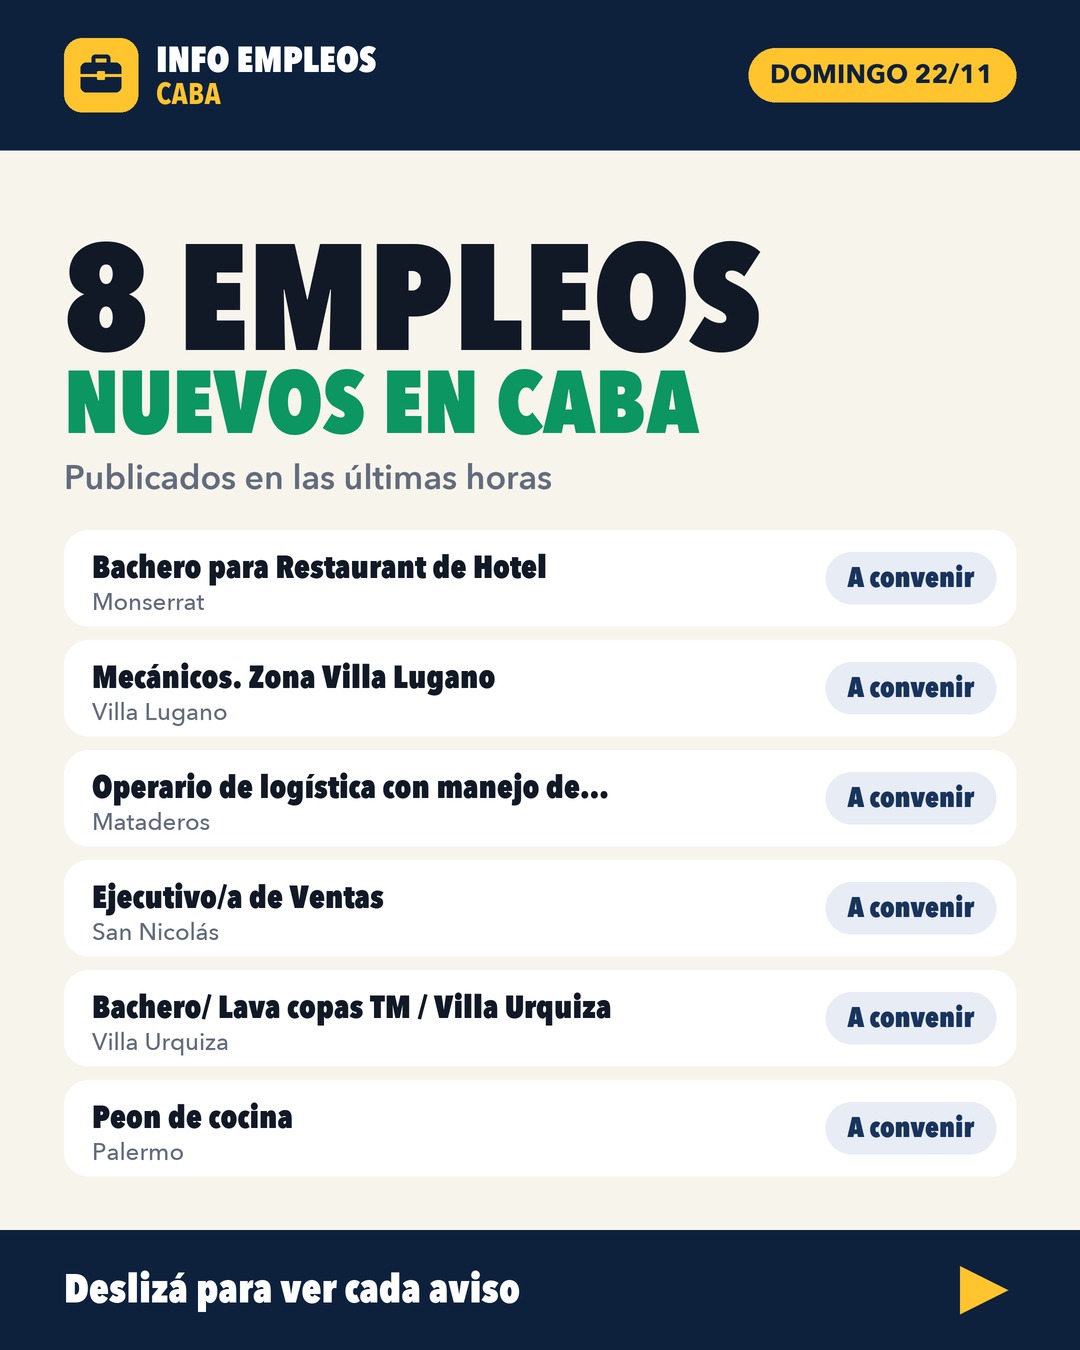 INFO EMPLEOS
CABA
DOMINGO 22/11
8 EMPLEOS
NUEVOS EN CABA
Publicados en las últimas horas
Bachero para Restaurant de Hotel
Monserrat
A convenir
Mecánicos. Zona Villa Lugano
Villa Lugano
A convenir
Operario de logística con manejo de...
Mataderos
A convenir
Ejecutivo/a de Ventas
San Nicolás
A convenir
Bachero/ Lava copas TM / Villa Urquiza
Villa Urquiza
A convenir
Peon de cocina
Palermo
A convenir
Deslizá para ver cada aviso